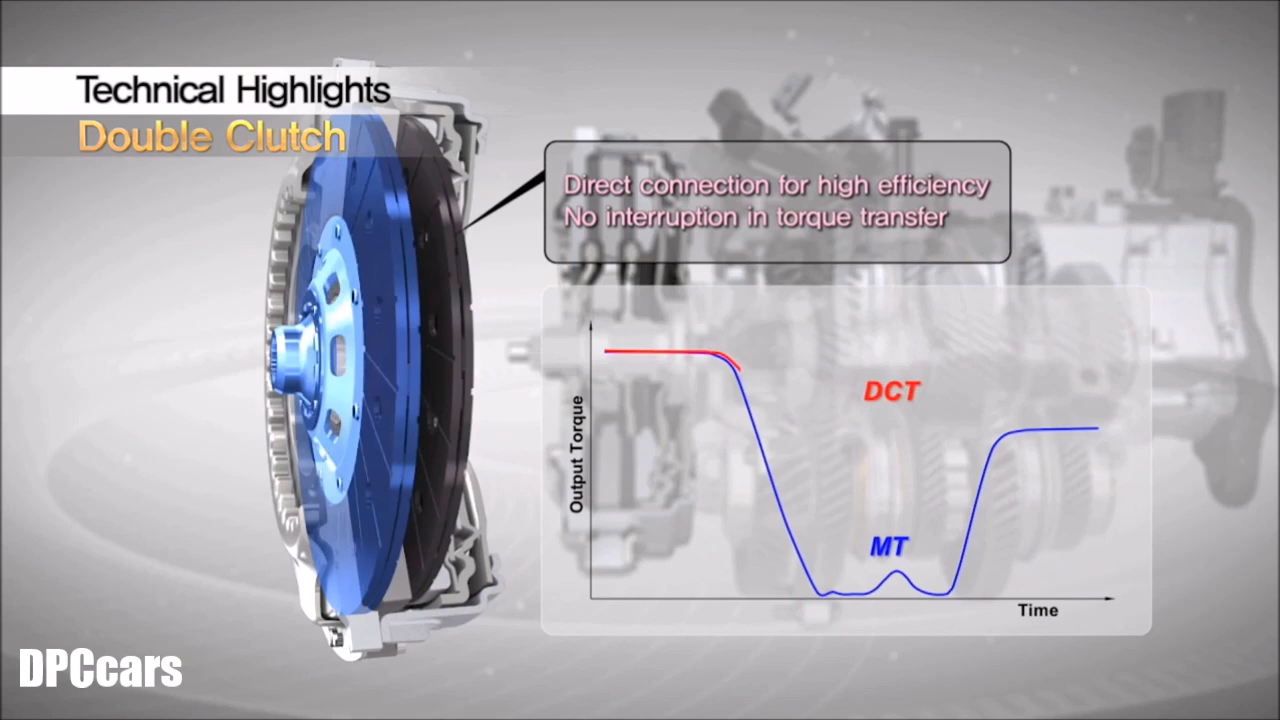 Technical Highlights
Double Clutch
Direct connection for high efficiency
No interruption in torque transfer
DCT
Output Torque
MT
Time
DPCcars